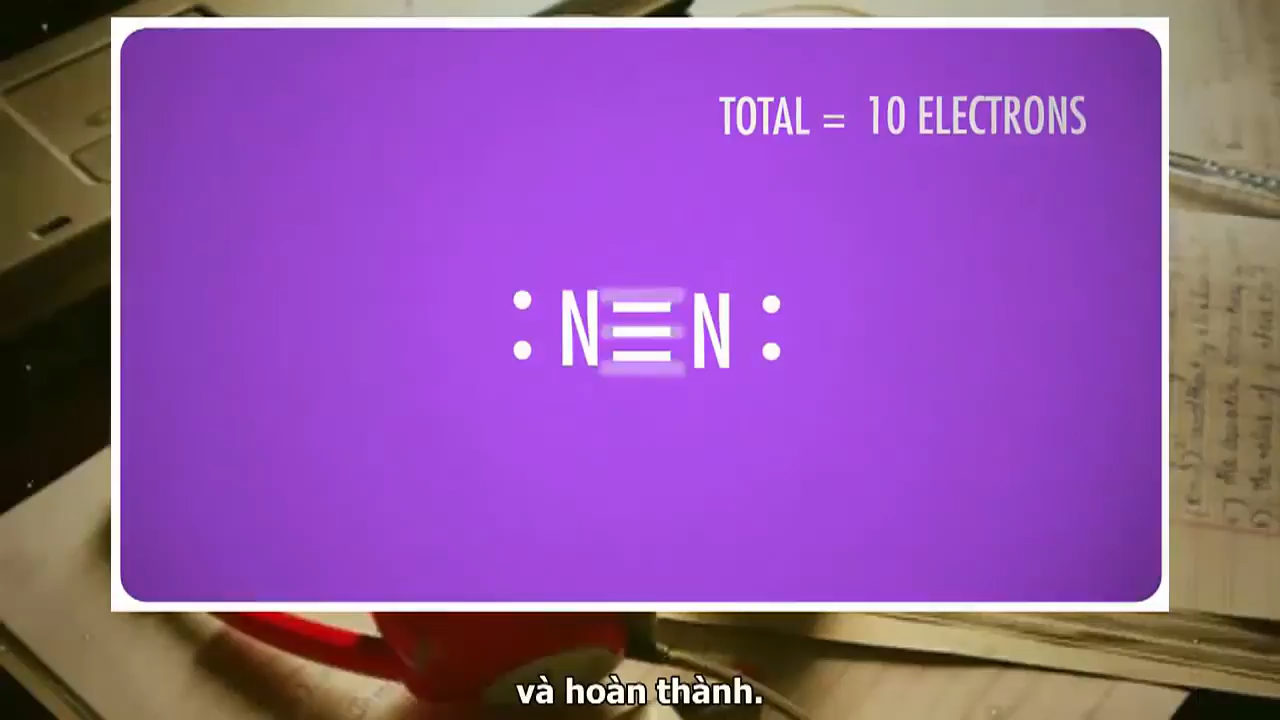 TOTAL = 10 ELECTRONS
: N≡N :
và hoàn thành.